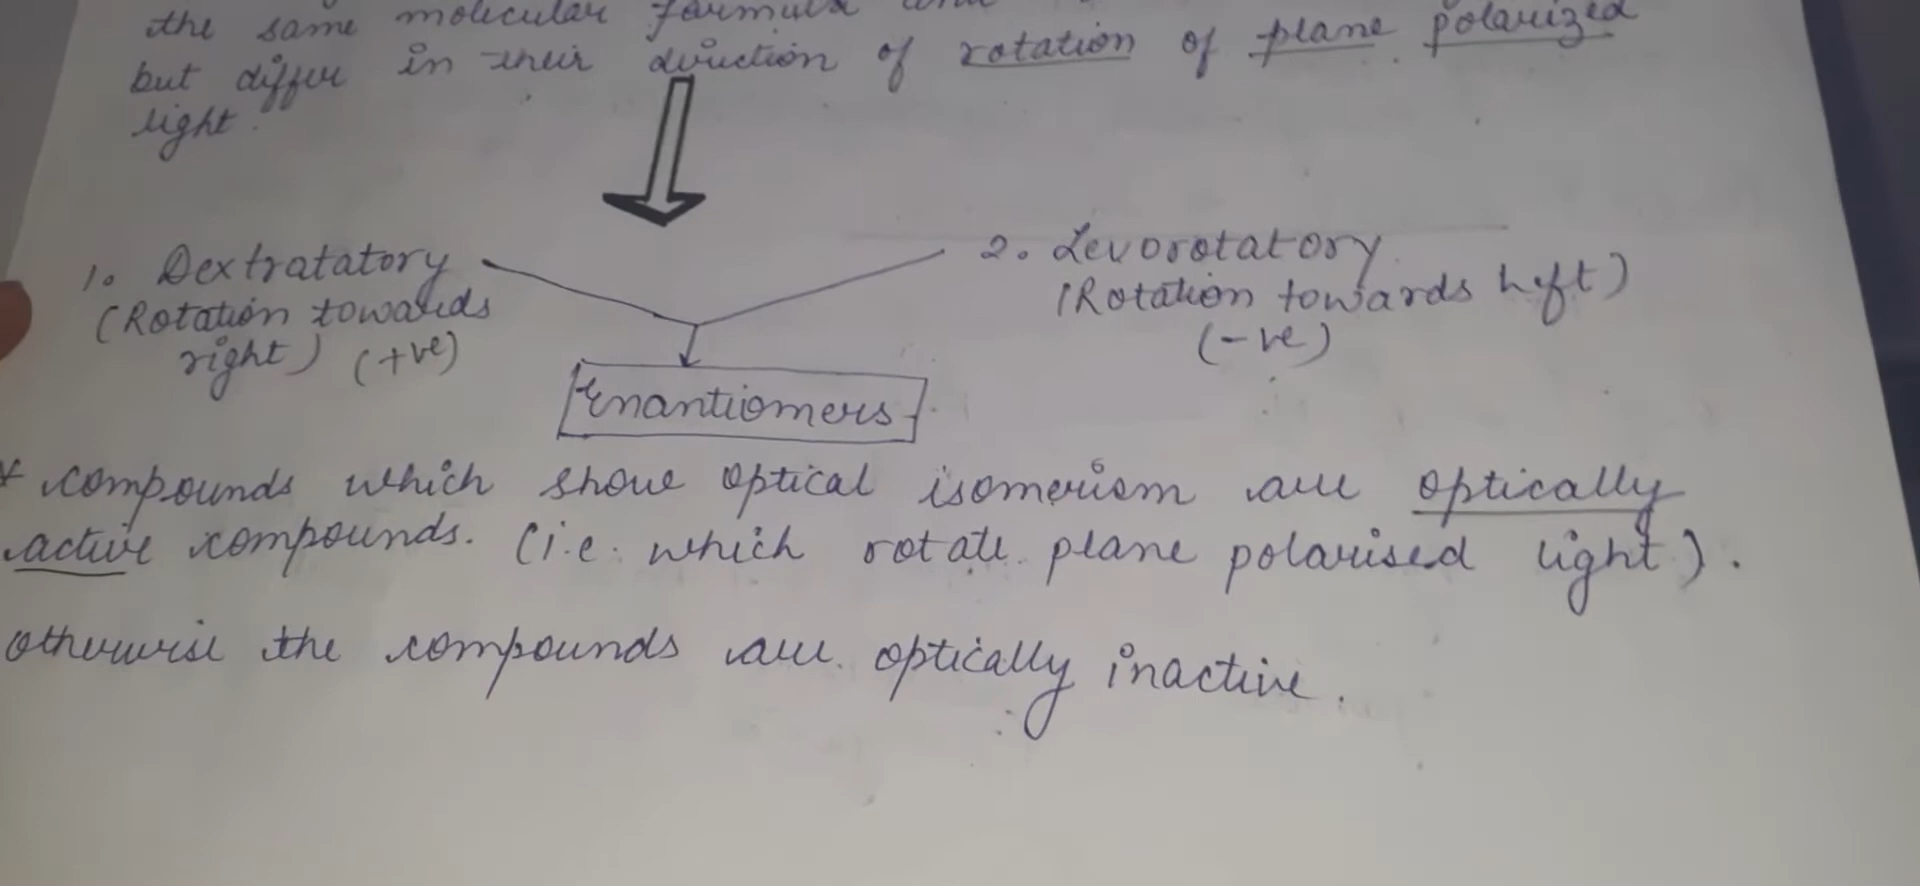 the same molecular formula
but differ in their direction of rotation of plane polarized
light.
1. Dextratatory
(Rotation towards
right) (+ve)
2. Levorotatory
(Rotation towards left)
(-ve)
Enantiomers
* compounds which show optical isomerism are optically
active compounds. (i.e. which rotate plane polarised light).
otherwise the compounds are optically inactive.